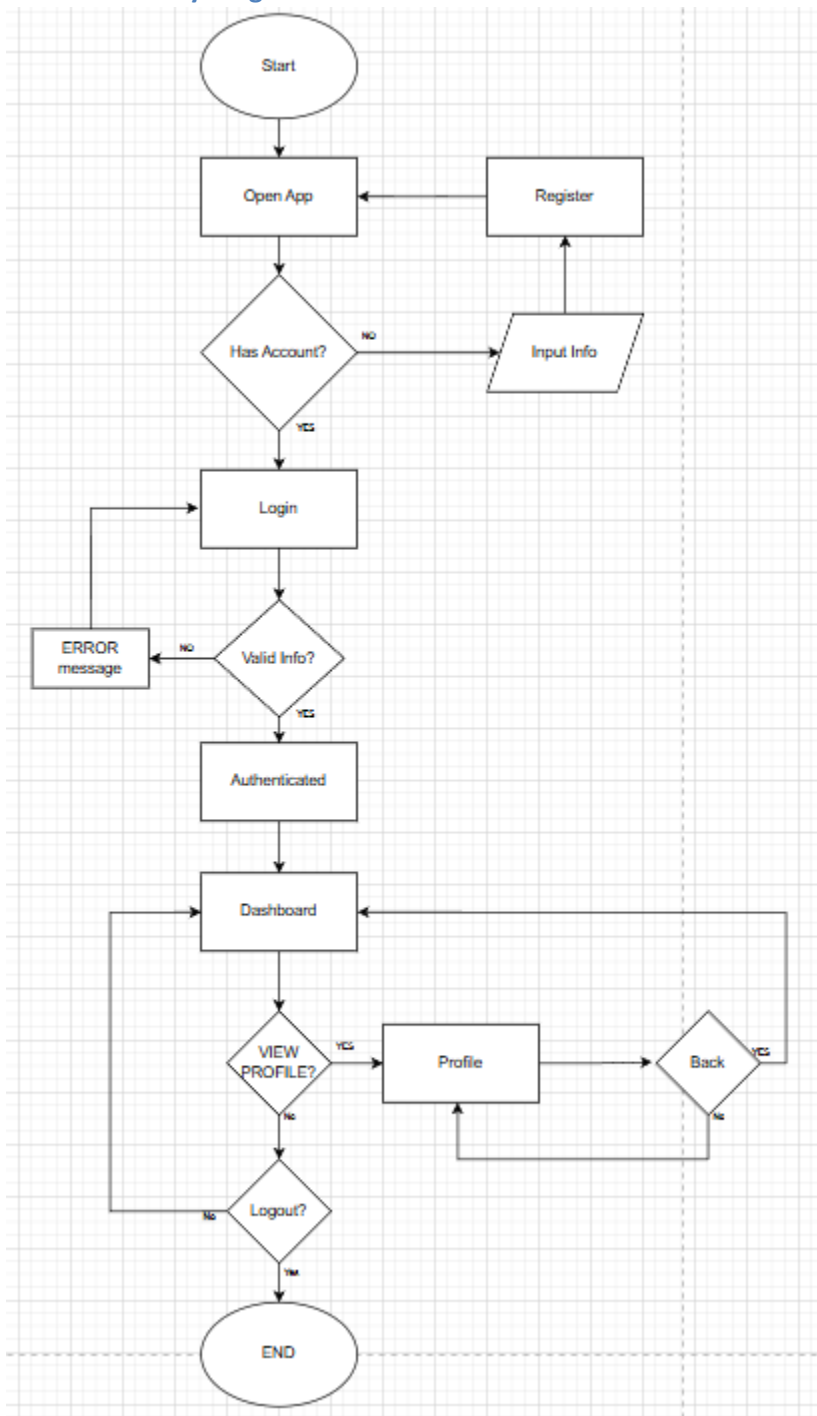 Start
Open App
Register
Has Account?
NO
Input Info
YES
Login
ERROR
message
NO
Valid Info?
YES
Authenticated
Dashboard
VIEW
PROFILE?
YES
Profile
Back
YES
No
No
Logout?
No
Yes
END